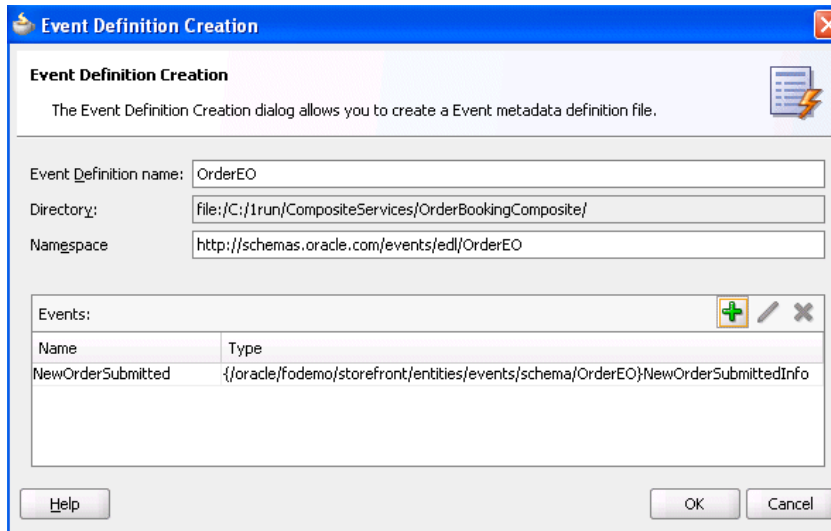 Event Definition Creation
Event Definition Creation
The Event Definition Creation dialog allows you to create a Event metadata definition file.
Event Definition name: OrderEO
Directory: file:/C:/1run/CompositeServices/OrderBookingComposite/
Namespace http://schemas.oracle.com/events/edl/OrderEO
Events:
Name Type
NewOrderSubmitted {/oracle/fodemo/storefront/entities/events/schema/OrderEO}NewOrderSubmittedInfo
Help OK Cancel